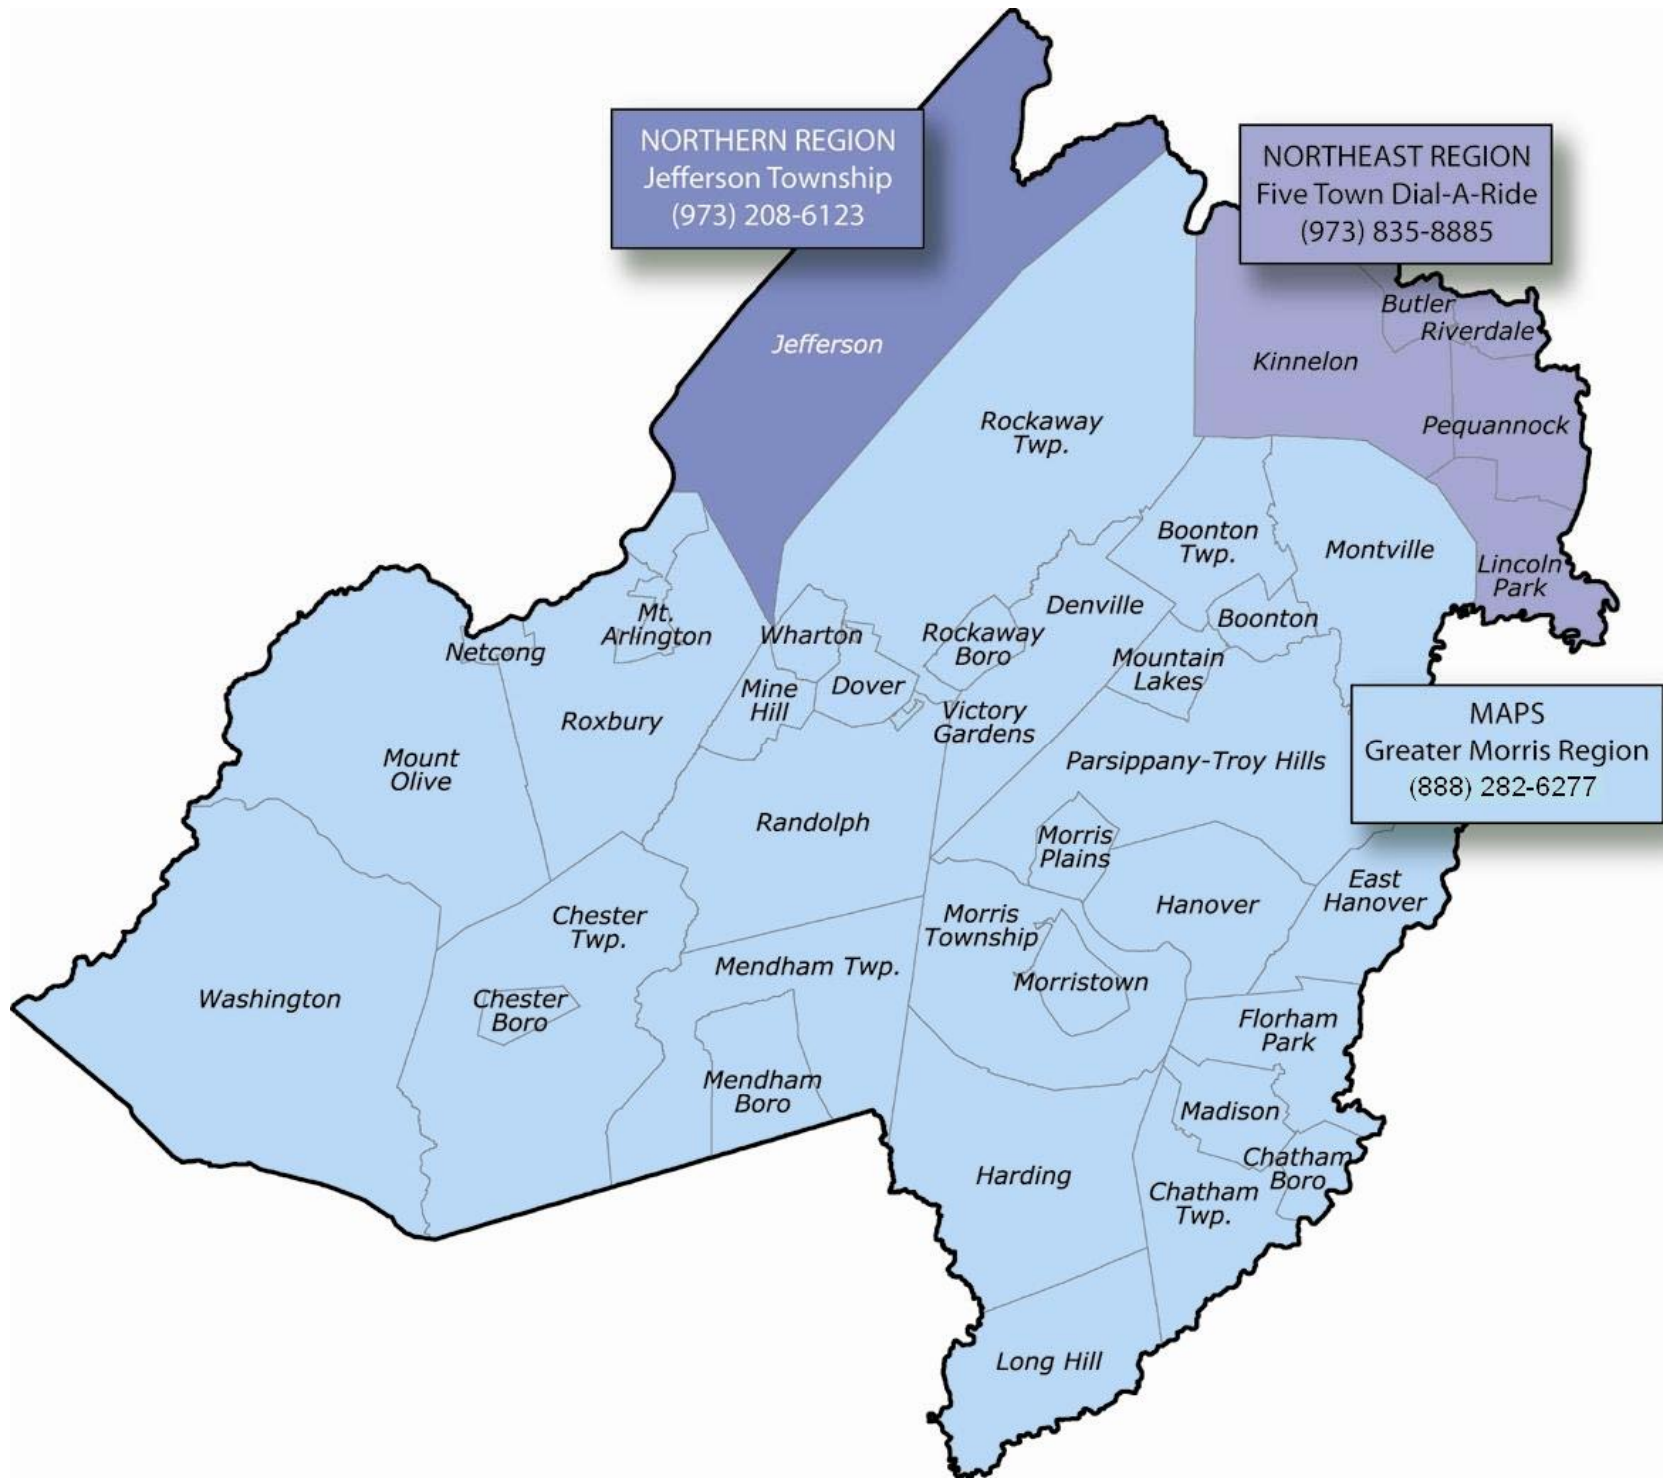 NORTHERN REGION
Jefferson Township
(973) 208-6123
NORTHEAST REGION
Five Town Dial-A-Ride
(973) 835-8885
Butler
Riverdale
Jefferson
Kinnelon
Rockaway
Twp.
Pequannock
Boonton
Twp.
Montville
Lincoln
Park
Denville
Mt.
Arlington
Wharton
Rockaway
Boro
Boonton
Netcong
Mountain
Lakes
Mine
Hill
Dover
Roxbury
Victory
Gardens
MAPS
Greater Morris Region
(888) 282-6277
Mount
Olive
Parsippany-Troy Hills
Randolph
Morris
Plains
East
Hanover
Hanover
Chester
Twp.
Morris
Township
Mendham Twp.
Morristown
Washington
Chester
Boro
Florham
Park
Mendham
Boro
Madison
Harding
Chatham
Boro
Chatham
Twp.
Long Hill